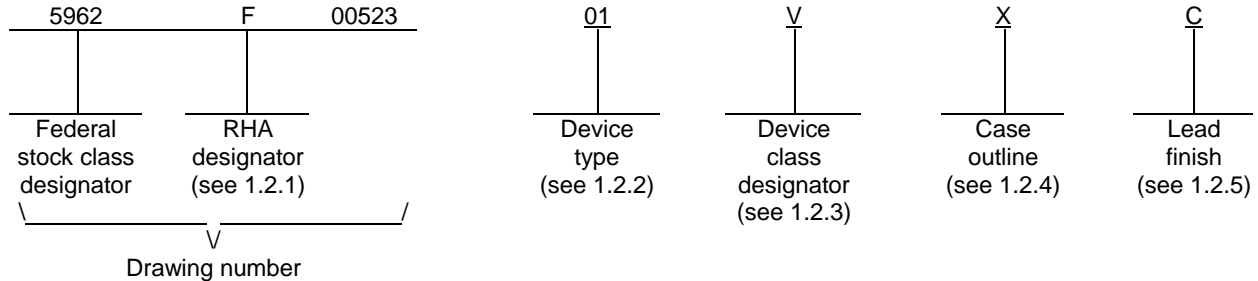 5962 F 00523 01 V X C
Federal stock class designator
RHA designator (see 1.2.1)
Device type (see 1.2.2)
Device class designator (see 1.2.3)
Case outline (see 1.2.4)
Lead finish (see 1.2.5)
Drawing number